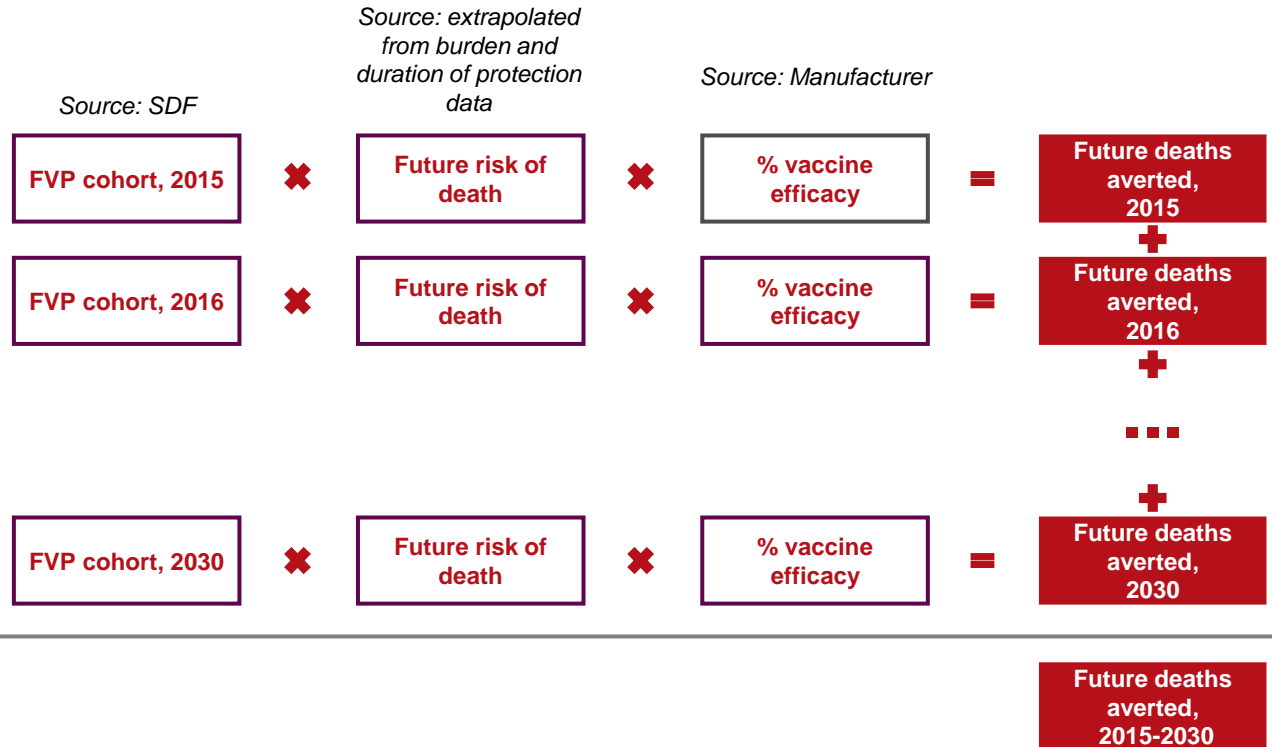 Source: extrapolated
from burden and
duration of protection
data
Source: SDF
Source: Manufacturer
FVP cohort, 2015
Future risk of
death
% vaccine
efficacy
Future deaths
averted,
2015
FVP cohort, 2016
Future risk of
death
% vaccine
efficacy
Future deaths
averted,
2016
FVP cohort, 2030
Future risk of
death
% vaccine
efficacy
Future deaths
averted,
2030
Future deaths
averted,
2015-2030